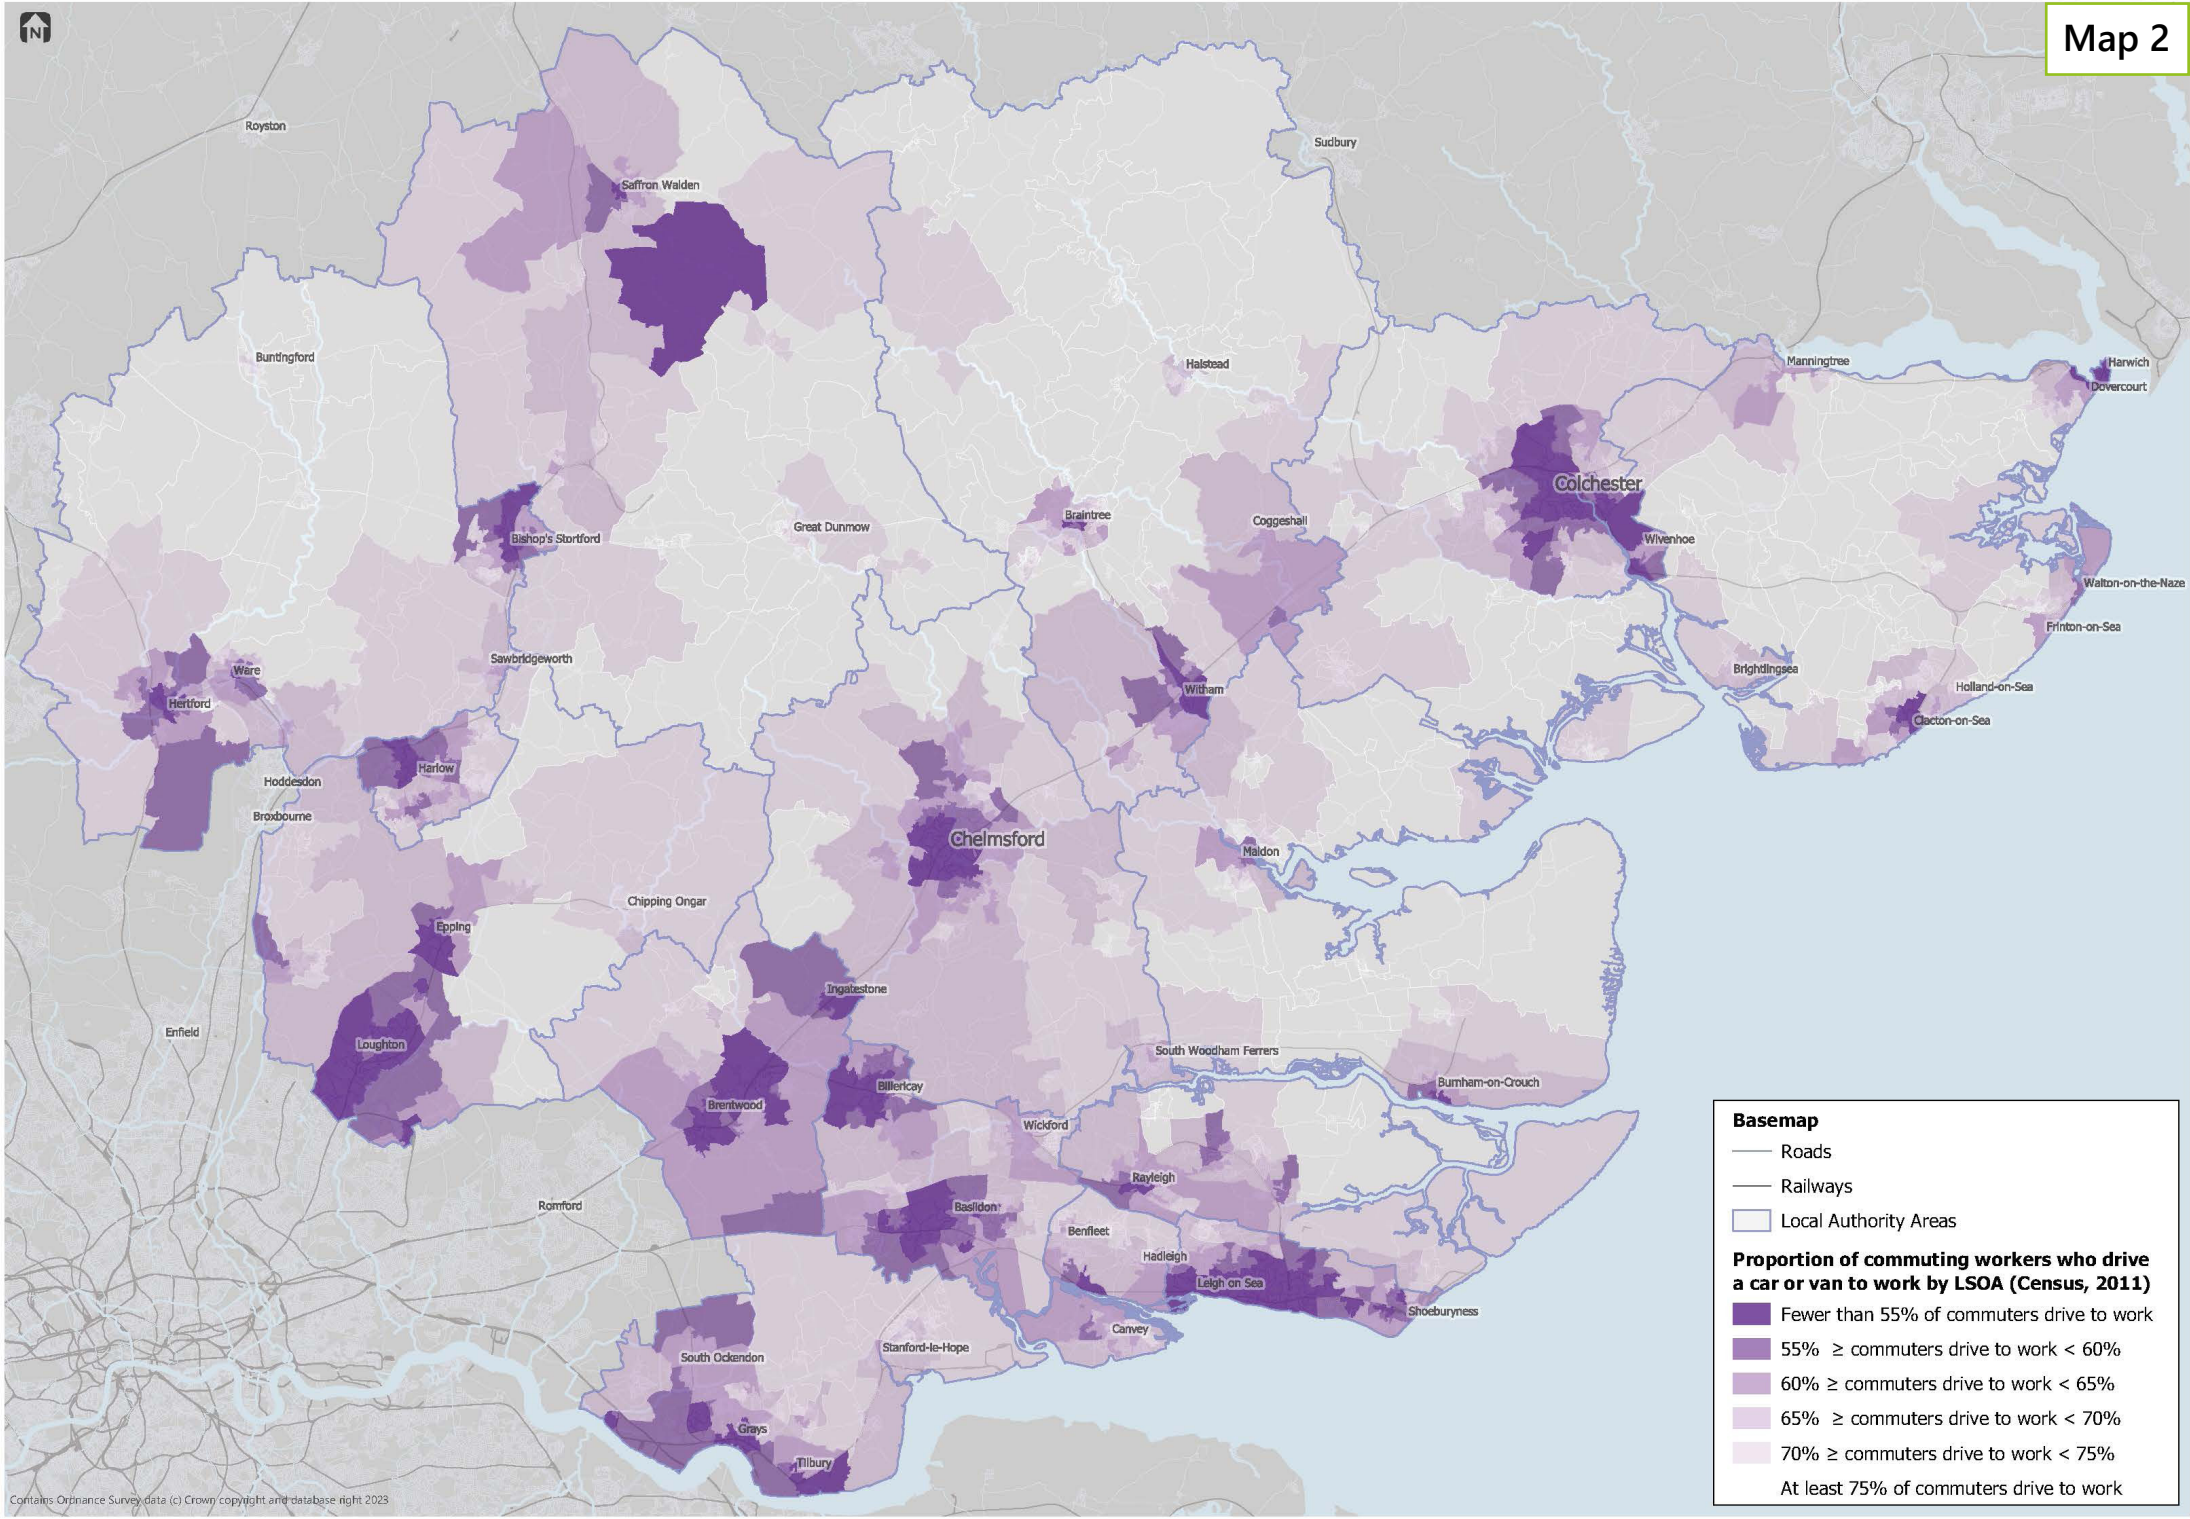 N
Map 2
Royston
Sudbury
Saffron Walden
Buntingford
Halstead
Manningtree
Harwich
Dovercourt
Colchester
Great Dunmow
Braintree
Coggeshall
Bishop's Stortford
Wivenhoe
Walton-on-the-Naze
Frinton-on-Sea
Sawbridgeworth
Ware
Brightlingsea
Hertford
Witham
Holland-on-Sea
Clacton-on-Sea
Harlow
Hoddesdon
Broxbourne
Chelmsford
Maldon
Chipping Ongar
Epping
Ingatestone
Enfield
Loughton
South Woodham Ferrers
Billericay
Burnham-on-Crouch
Brentwood
Wickford
Rayleigh
Romford
Basildon
Benfleet
Hadleigh
Leigh on Sea
Shoeburyness
Canvey
Stanford-le-Hope
South Ockendon
Grays
Tilbury
Basemap
Roads
Railways
Local Authority Areas
Proportion of commuting workers who drive
a car or van to work by LSOA (Census, 2011)
Fewer than 55% of commuters drive to work
55% ≥ commuters drive to work < 60%
60% ≥ commuters drive to work < 65%
65% ≥ commuters drive to work < 70%
70% ≥ commuters drive to work < 75%
At least 75% of commuters drive to work
Contains Ordnance Survey data (c) Crown copyright and database right 2023